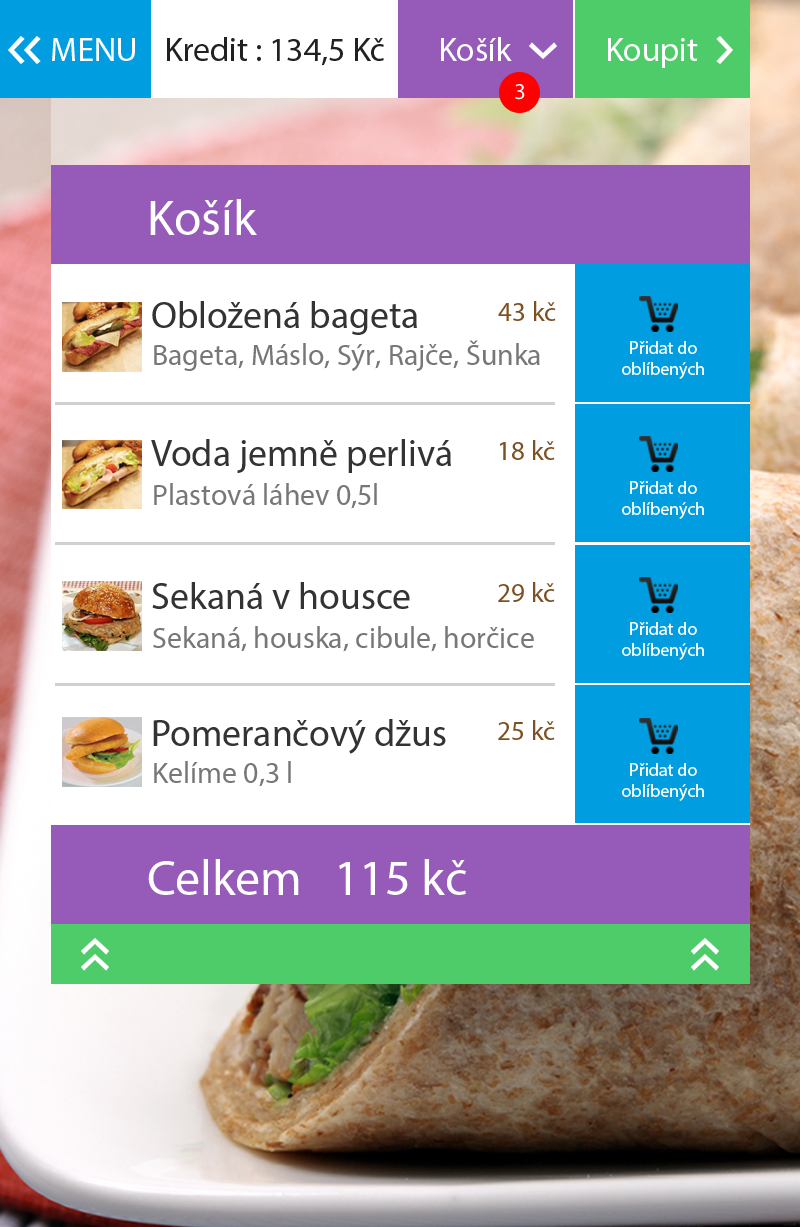 MENU Kredit : 134,5 Kč Košík Koupit
3
Košík
Obložená bageta 43 kč
Bageta, Máslo, Sýr, Rajče, Šunka
Přidat do
oblíbených
Voda jemně perlivá 18 kč
Plastová láhev 0,5l
Přidat do
oblíbených
Sekaná v housce 29 kč
Sekaná, houska, cibule, horčice
Přidat do
oblíbených
Pomerančový džus 25 kč
Kelíme 0,3 l
Přidat do
oblíbených
Celkem 115 kč